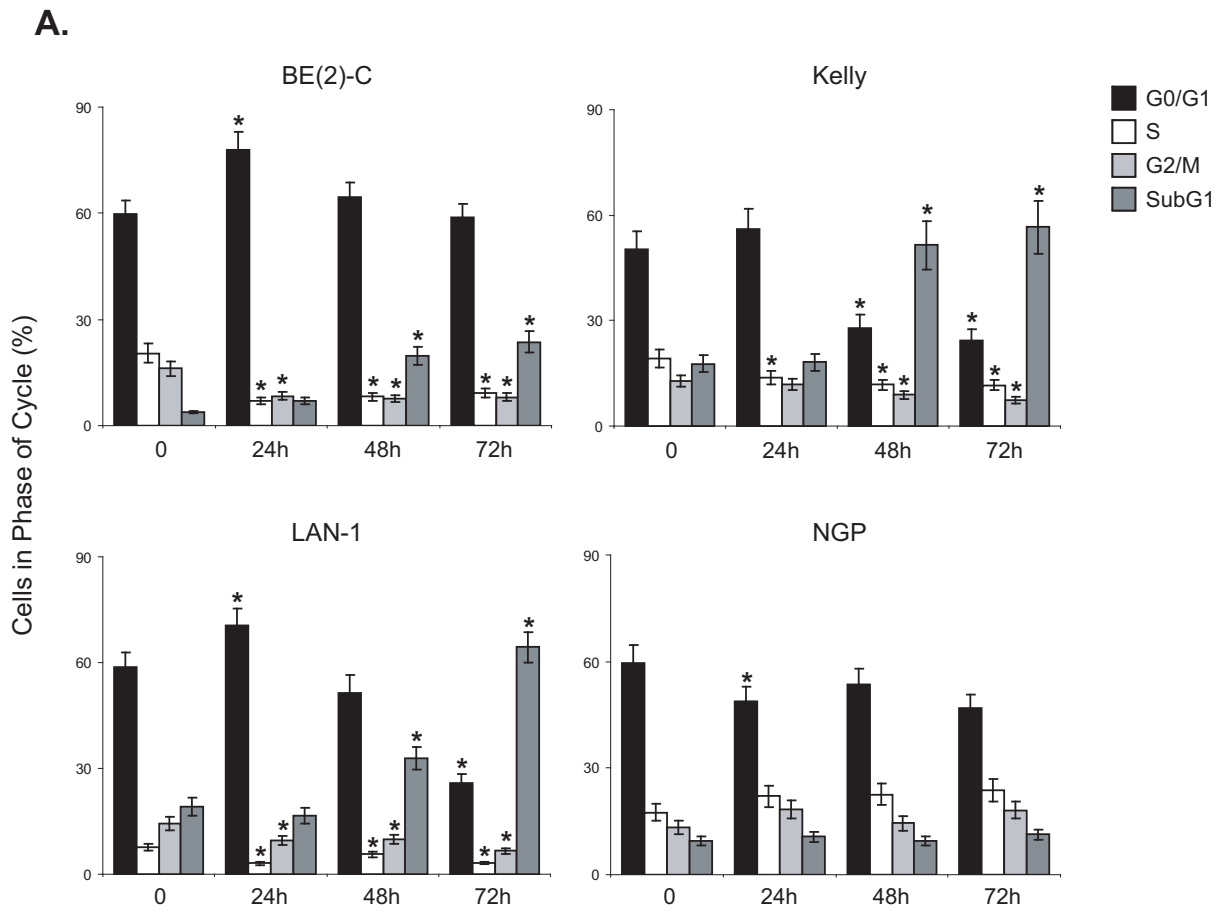 A.
BE(2)-C
Kelly
G0/G1
S
G2/M
SubG1
Cells in Phase of Cycle (%)
90
60
30
0
* * * * * * * * *
0 24h 48h 72h
90
60
30
0
* * * * * * * * *
0 24h 48h 72h
LAN-1
NGP
90
60
30
0
* * * * * * * * * * 
0 24h 48h 72h
90
60
30
0
*
0 24h 48h 72h